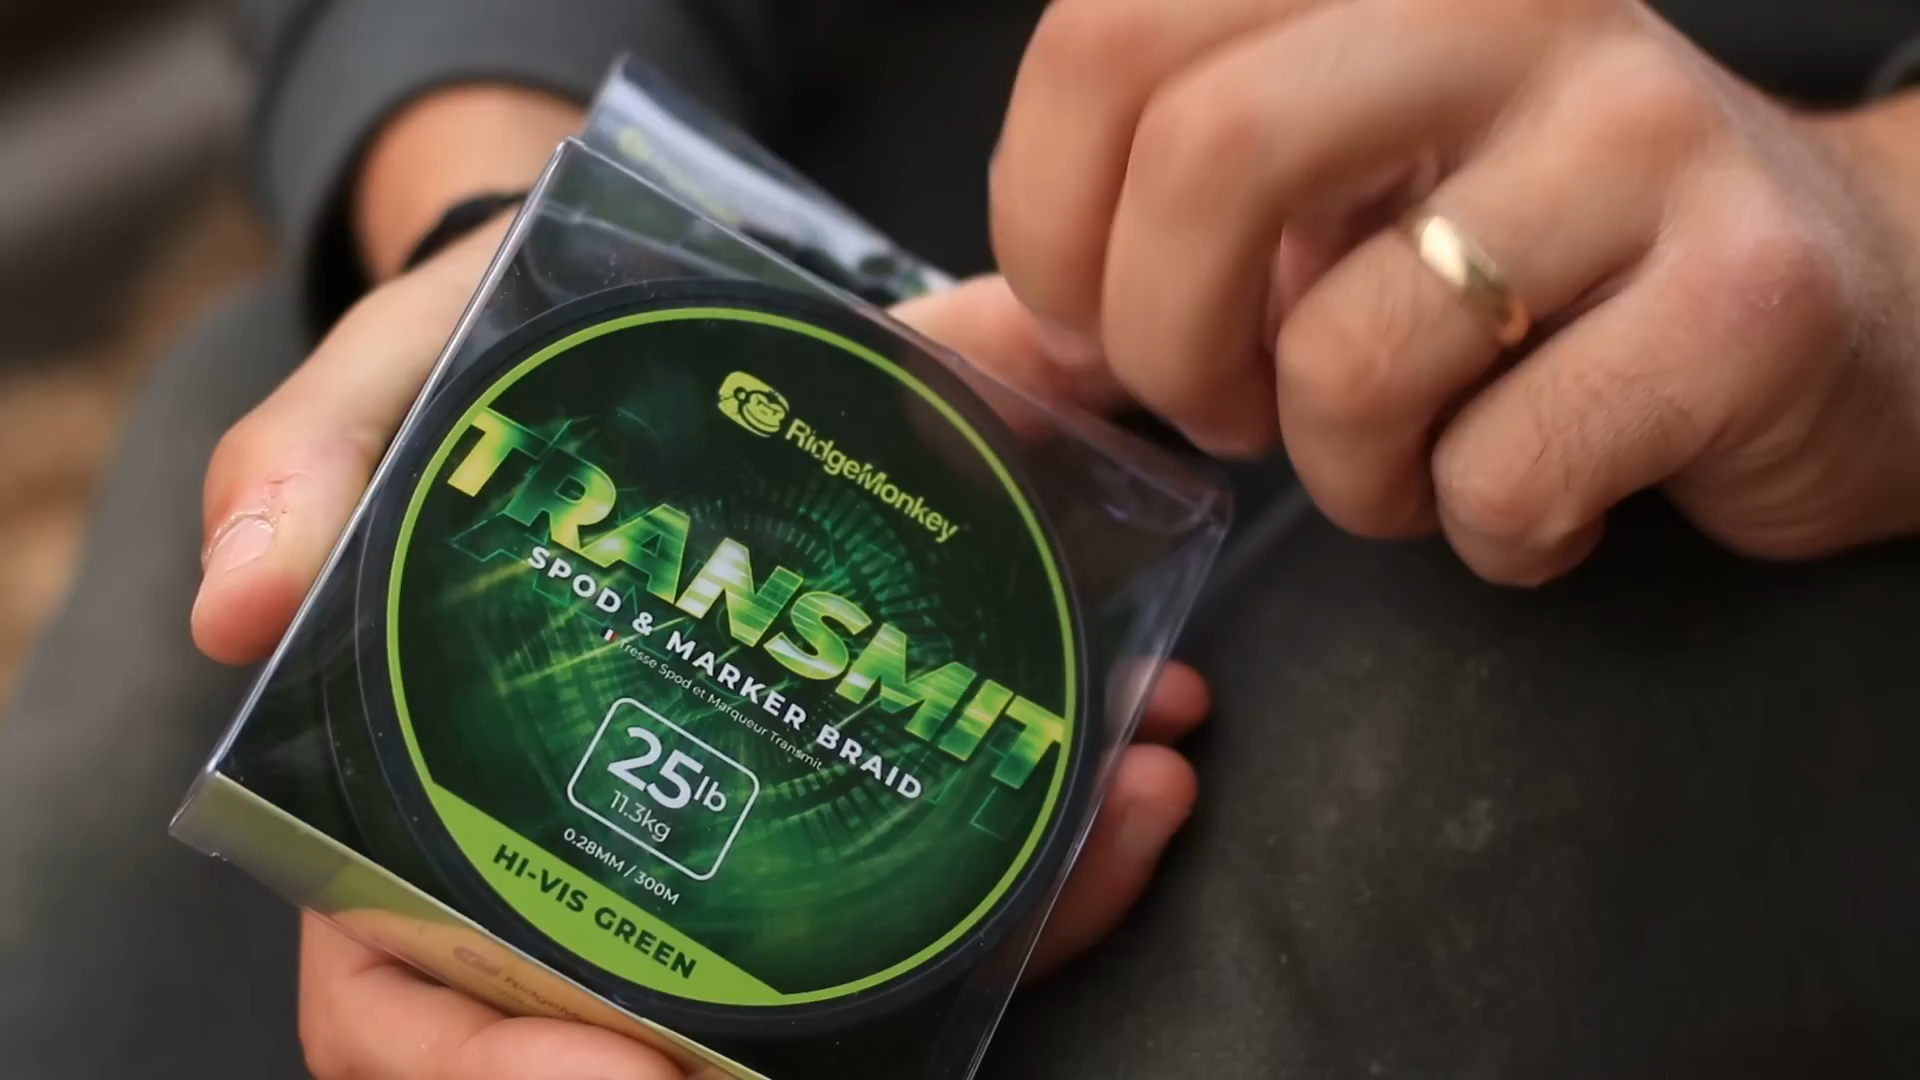 RidgeMonkey
TRANSMIT
SPOD & MARKER BRAID
Tresse Spod et Marqueur Transmit
25lb
11.3kg
0.28MM / 300M
HI-VIS GREEN